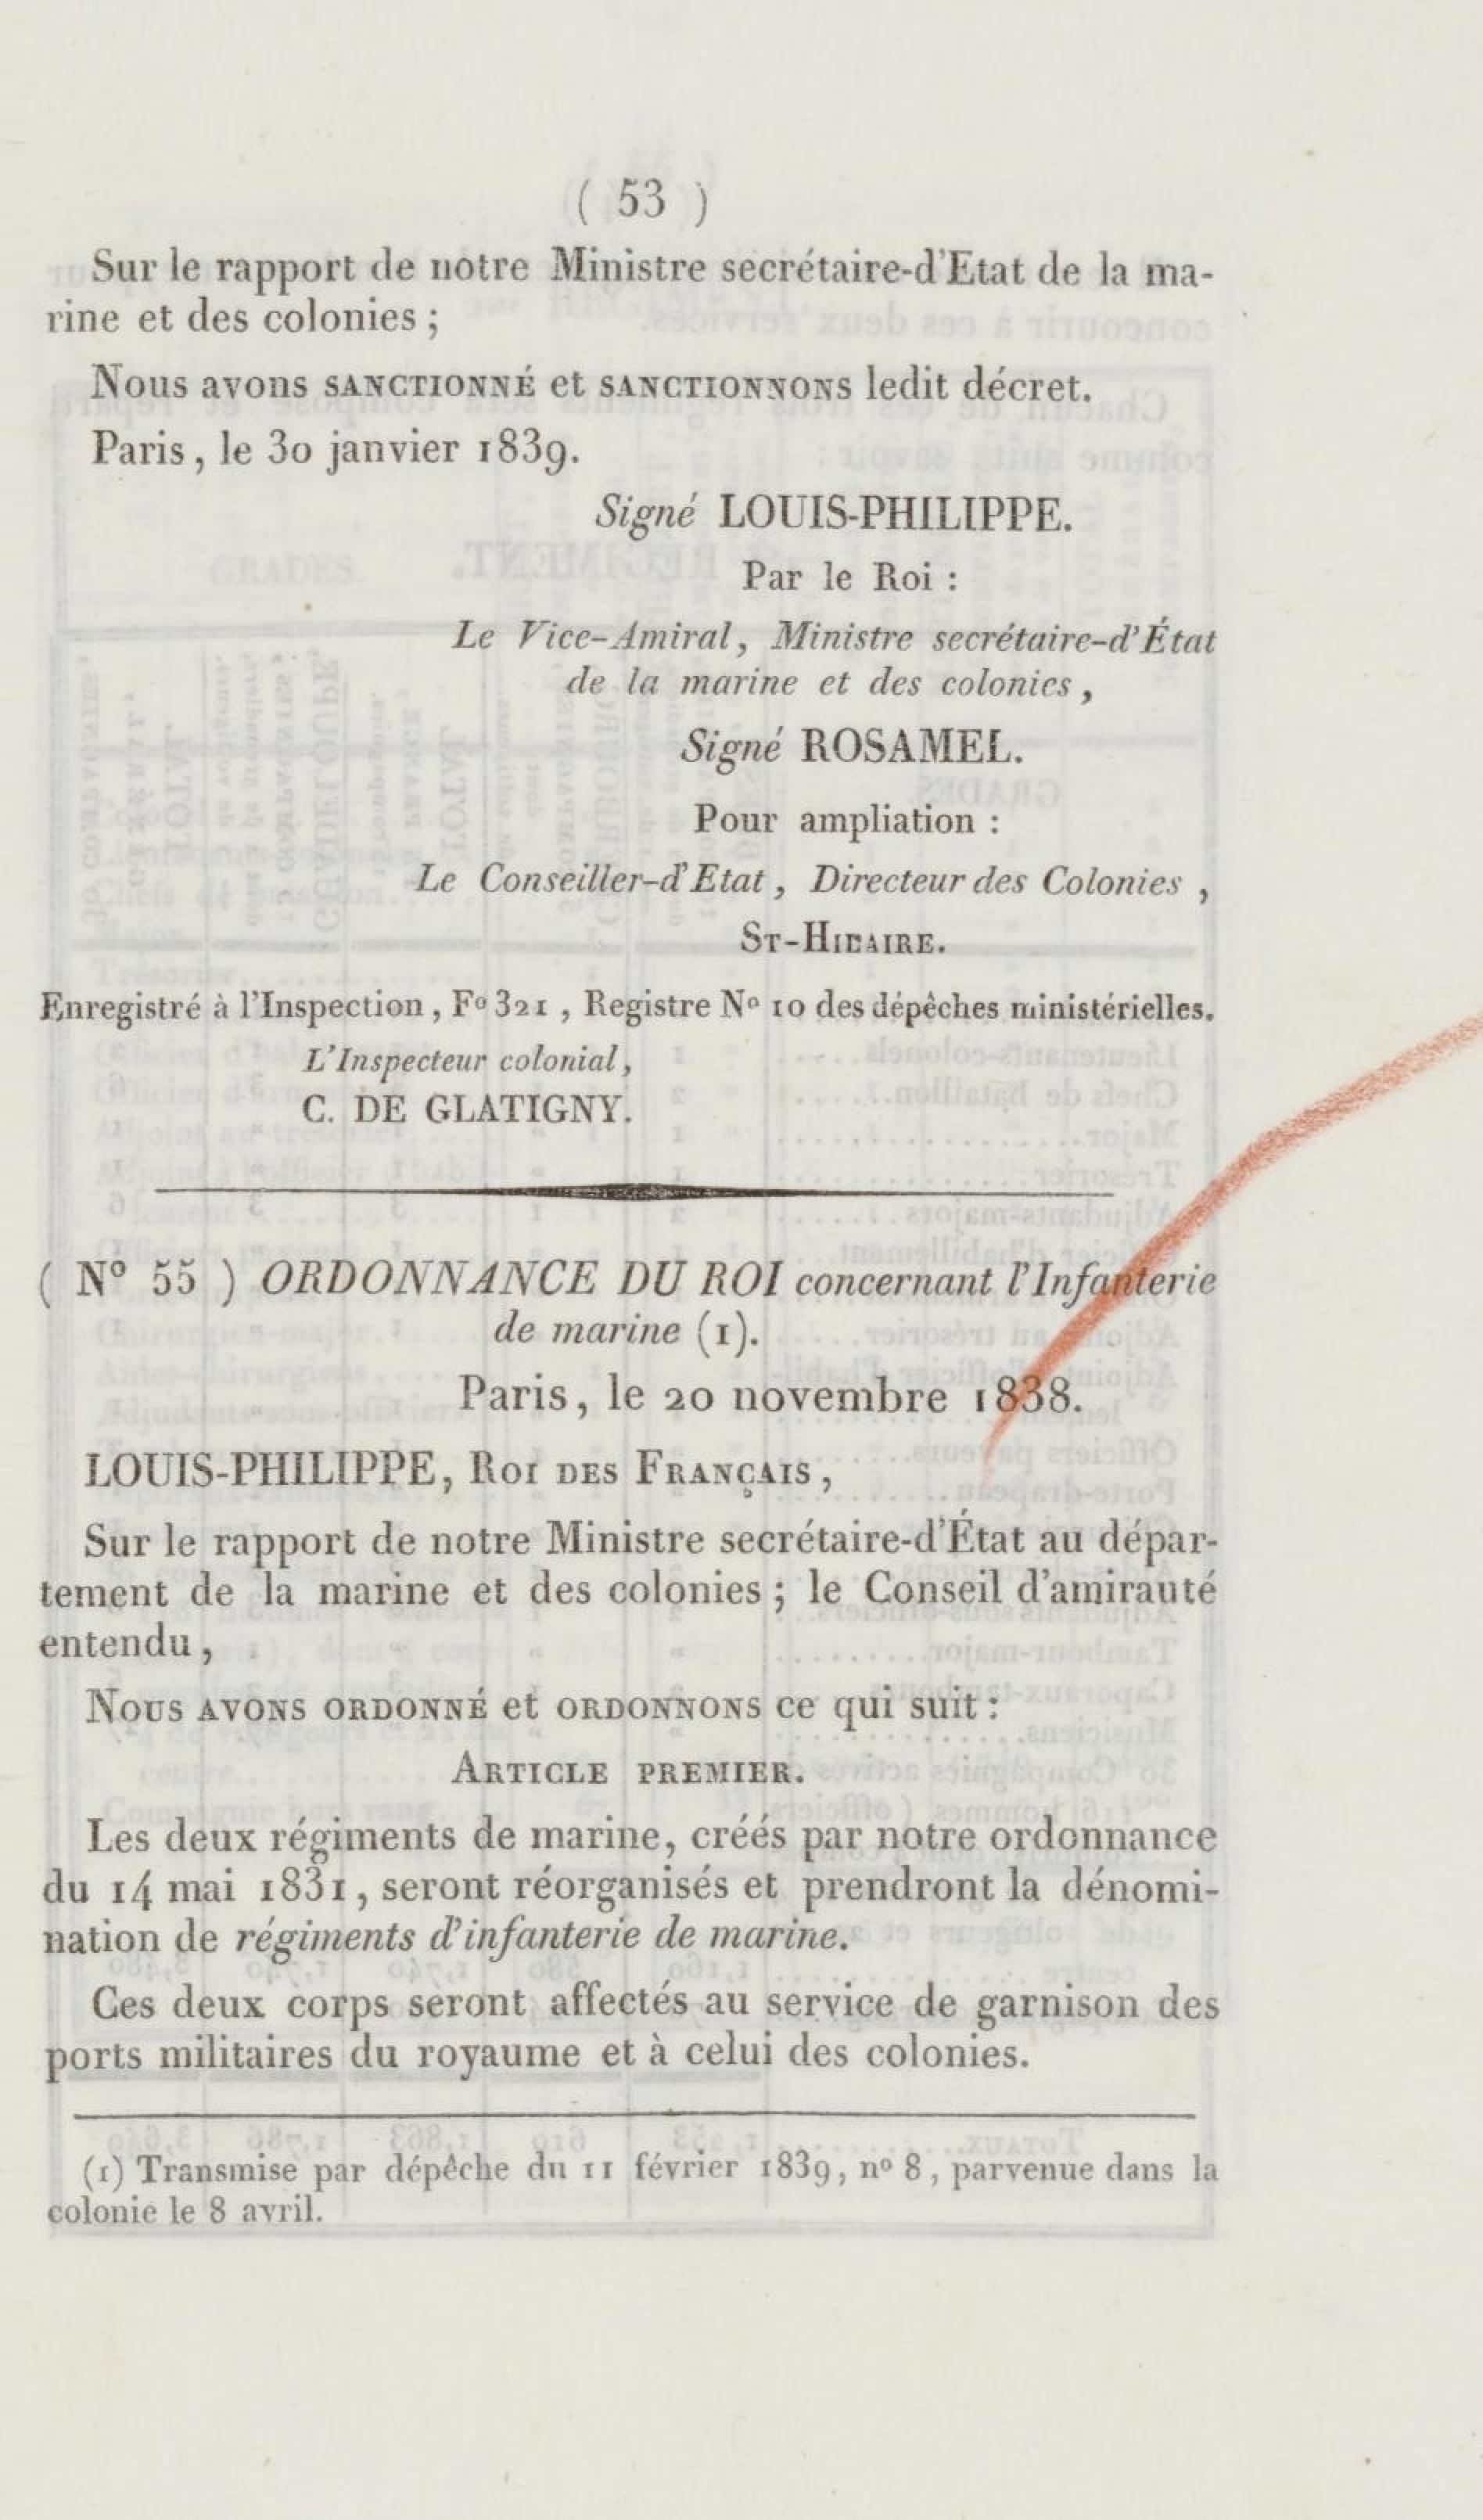 ( 53 )
Sur le rapport de notre Ministre secrétaire-d'Etat de la ma-
rine et des colonies ;
Nous avons SANCTIONNÉ et SANCTIONNONS ledit décret.
Paris, le 30 janvier 1839.
Signé LOUIS-PHILIPPE.
Par le Roi :
Le Vice-Amiral, Ministre secrétaire-d'État
de la marine et des colonies,
Signé ROSAMEL.
Pour ampliation :
Le Conseiller-d'Etat, Directeur des Colonies,
ST-HILAIRE.
Enregistré à l'Inspection, Fº 321, Registre Nº 10 des dépêches ministérielles.
L'Inspecteur colonial,
C. DE GLATIGNY.
( Nº 55 ) ORDONNANCE DU ROI concernant l'Infanterie
de marine (1).
Paris, le 20 novembre 1838.
LOUIS-PHILIPPE, ROI DES FRANÇAIS,
Sur le rapport de notre Ministre secrétaire-d'État au dépar-
tement de la marine et des colonies ; le Conseil d'amirauté
entendu,
NOUS AVONS ORDONNÉ et ORDONNONS ce qui suit :
ARTICLE PREMIER.
Les deux régiments de marine, créés par notre ordonnance
du 14 mai 1831, seront réorganisés et prendront la dénomi-
nation de régiments d'infanterie de marine.
Ces deux corps seront affectés au service de garnison des
ports militaires du royaume et à celui des colonies.
(1) Transmise par dépêche du 11 février 1839, nº 8, parvenue dans la
colonie le 8 avril.